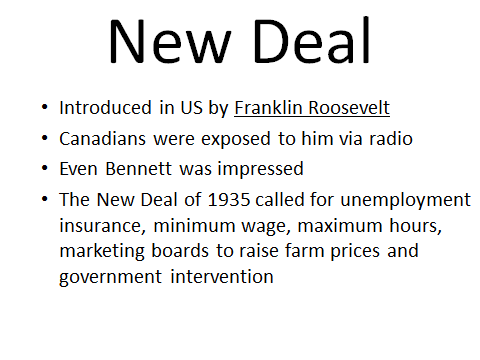 New Deal
• Introduced in US by Franklin Roosevelt
• Canadians were exposed to him via radio
• Even Bennett was impressed
• The New Deal of 1935 called for unemployment
insurance, minimum wage, maximum hours,
marketing boards to raise farm prices and
government intervention